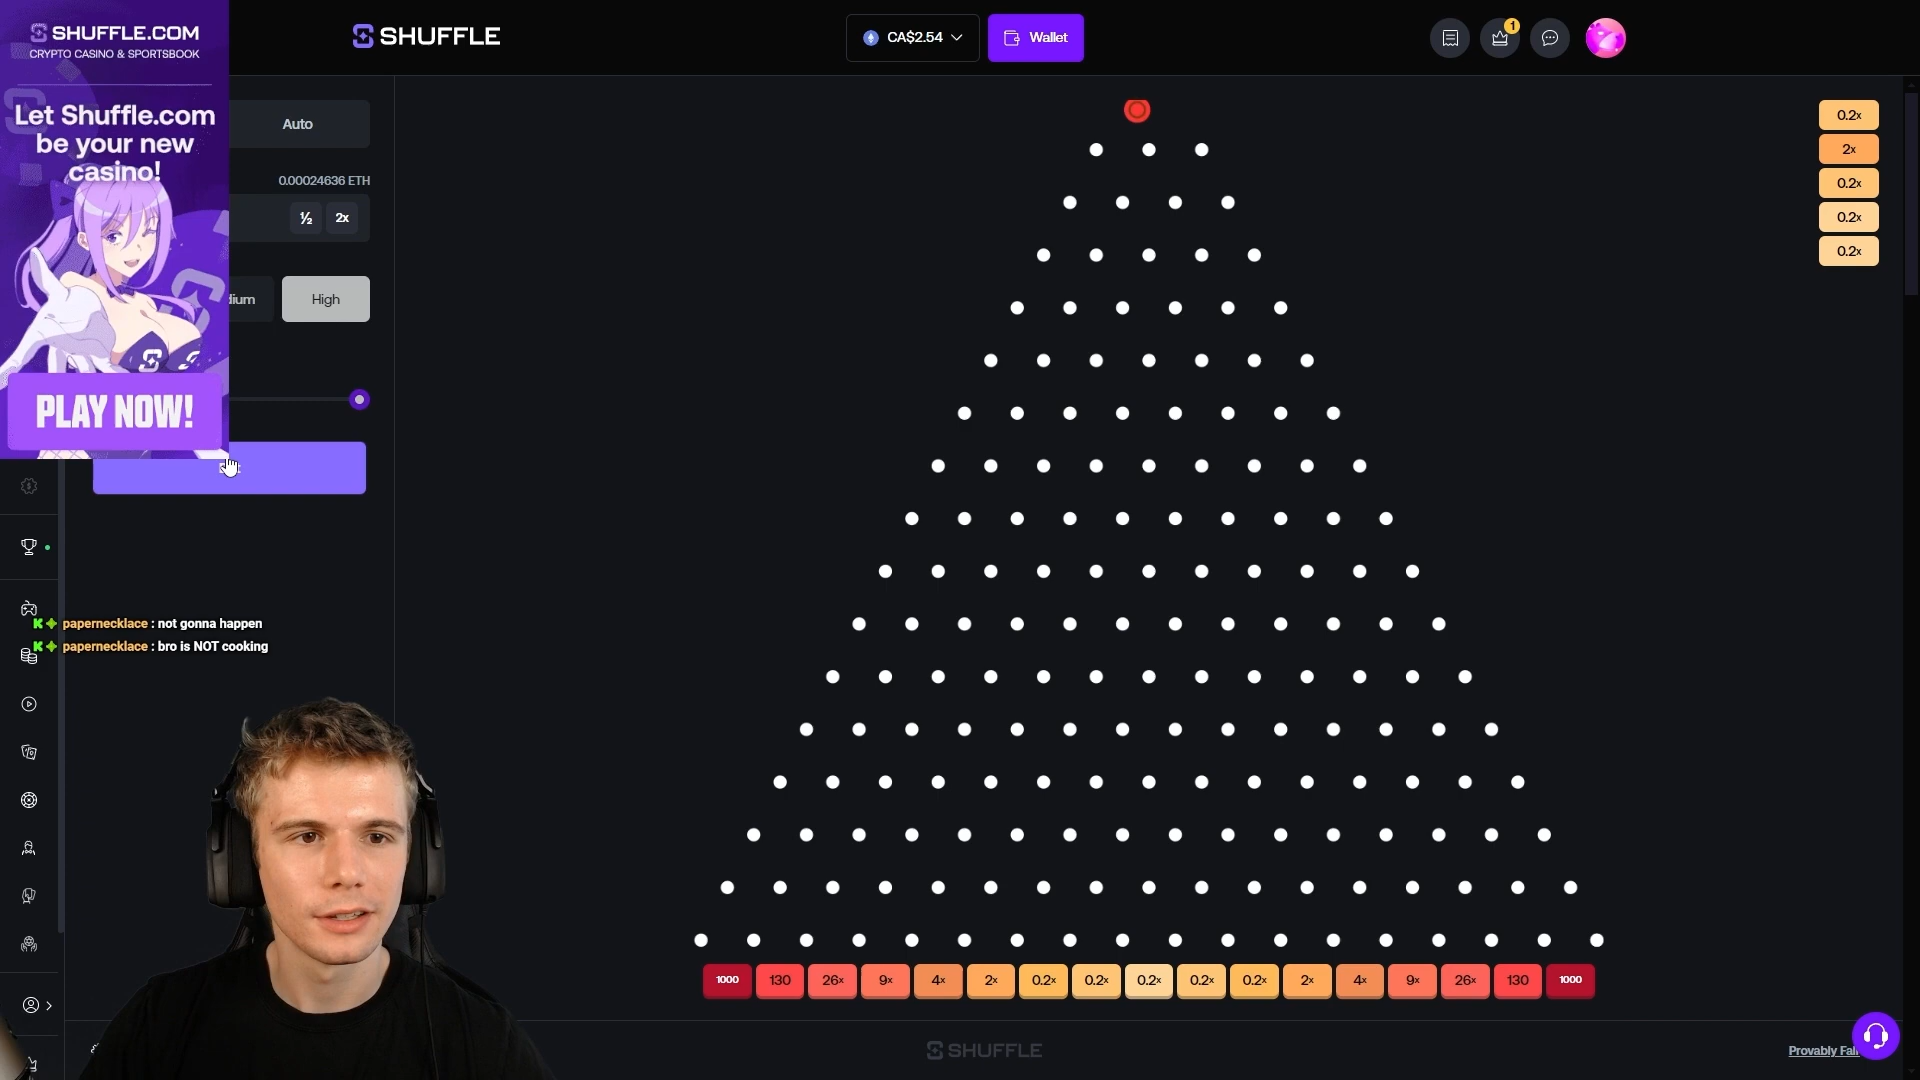 SHUFFLE.COM
CRYPTO CASINO & SPORTSBOOK
Let Shuffle.com
be your new
casino!
PLAY NOW!
SHUFFLE
CA$2.54
Wallet
1
Auto
0.00024636 ETH
½ 2x
dium High
papernecklace : not gonna happen
papernecklace : bro is NOT cooking
0.2x
2x
0.2x
0.2x
0.2x
1000 130 26x 9x 4x 2x 0.2x 0.2x 0.2x 0.2x 0.2x 2x 4x 9x 26x 130 1000
SHUFFLE
Provably Fai